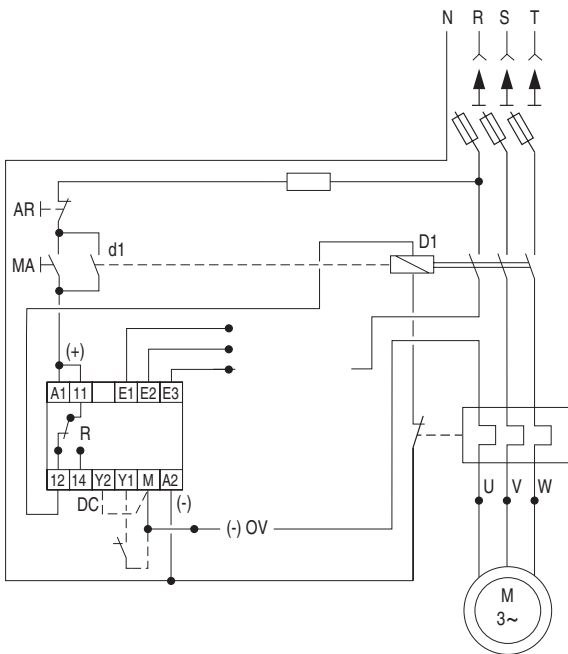 N R S T
AR
MA
d1
D1
(+)
A1 11 E1 E2 E3
R
12 14 Y2 Y1 M A2
DC
(-)
(-) OV
U V W
M
3~